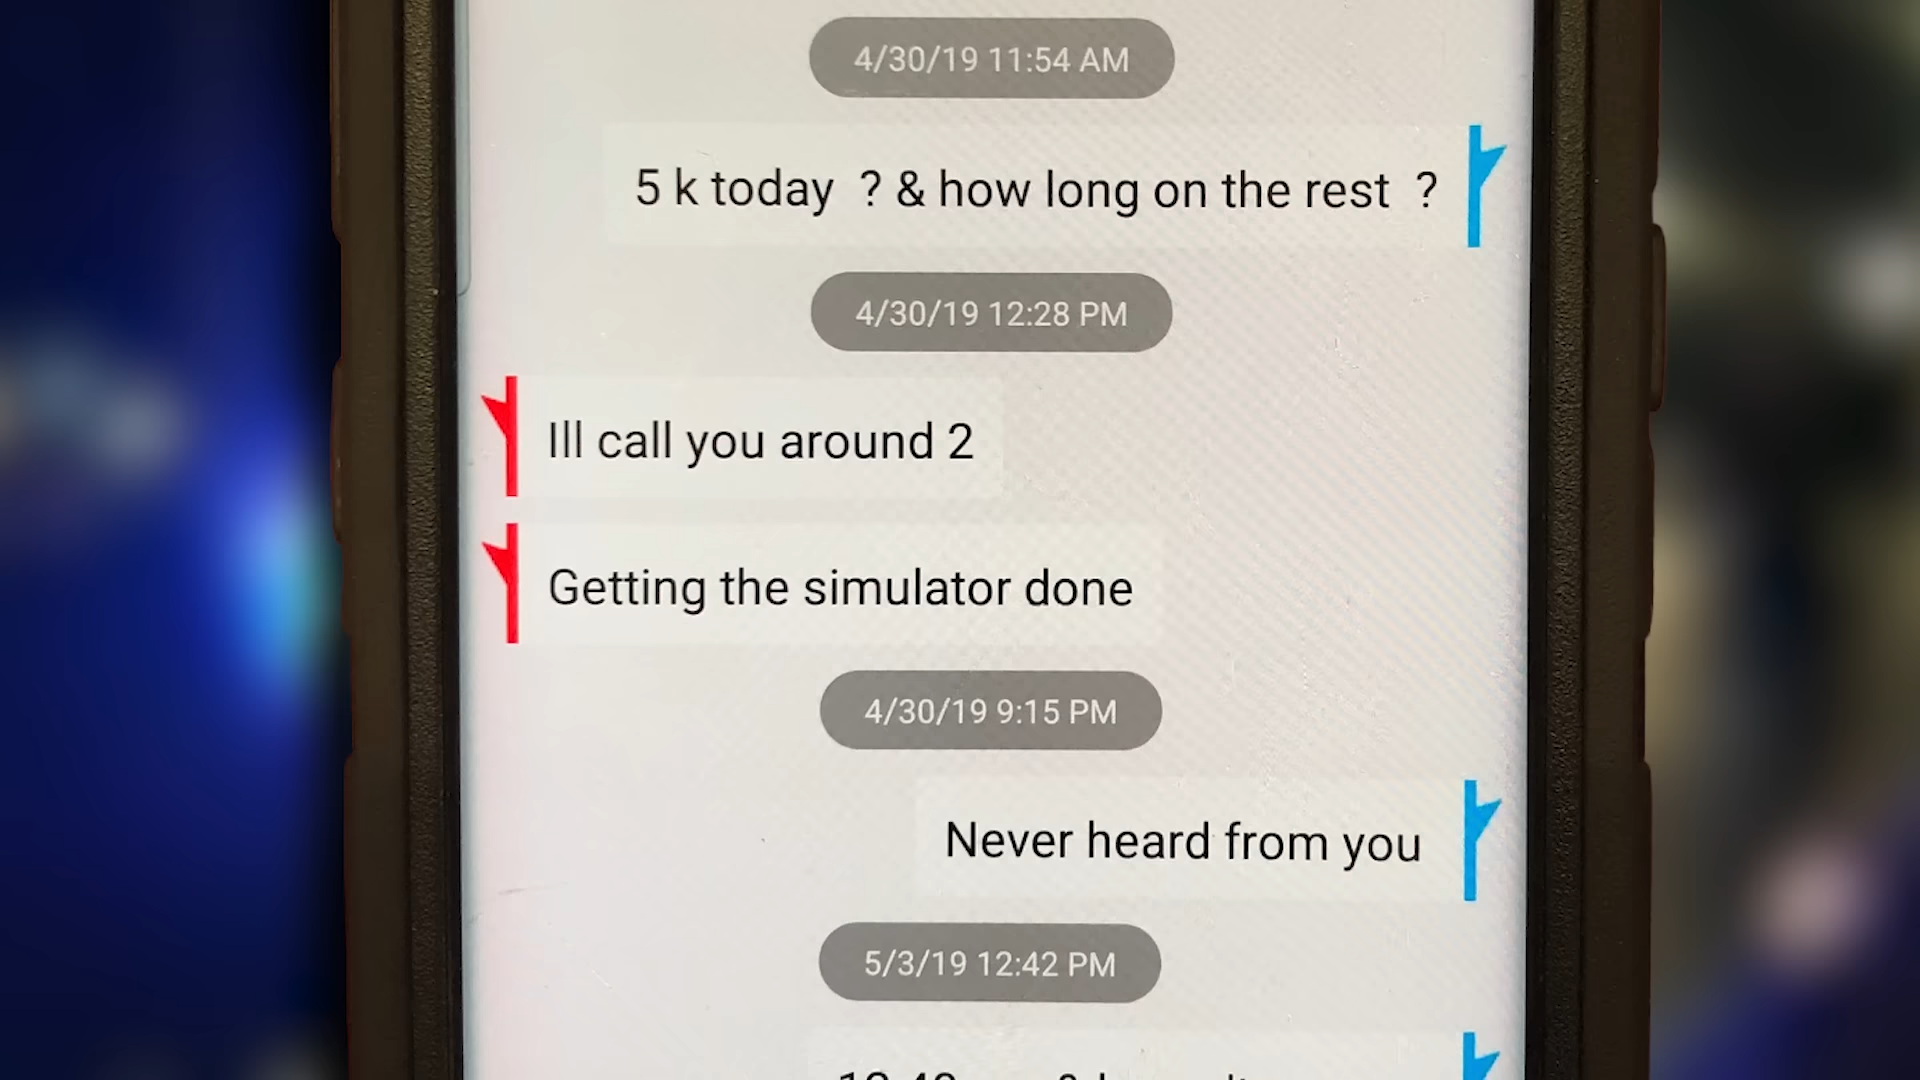 4/30/19 11:54 AM
5 k today  ? & how long on the rest  ?
4/30/19 12:28 PM
Ill call you around 2
Getting the simulator done
4/30/19 9:15 PM
Never heard from you
5/3/19 12:42 PM